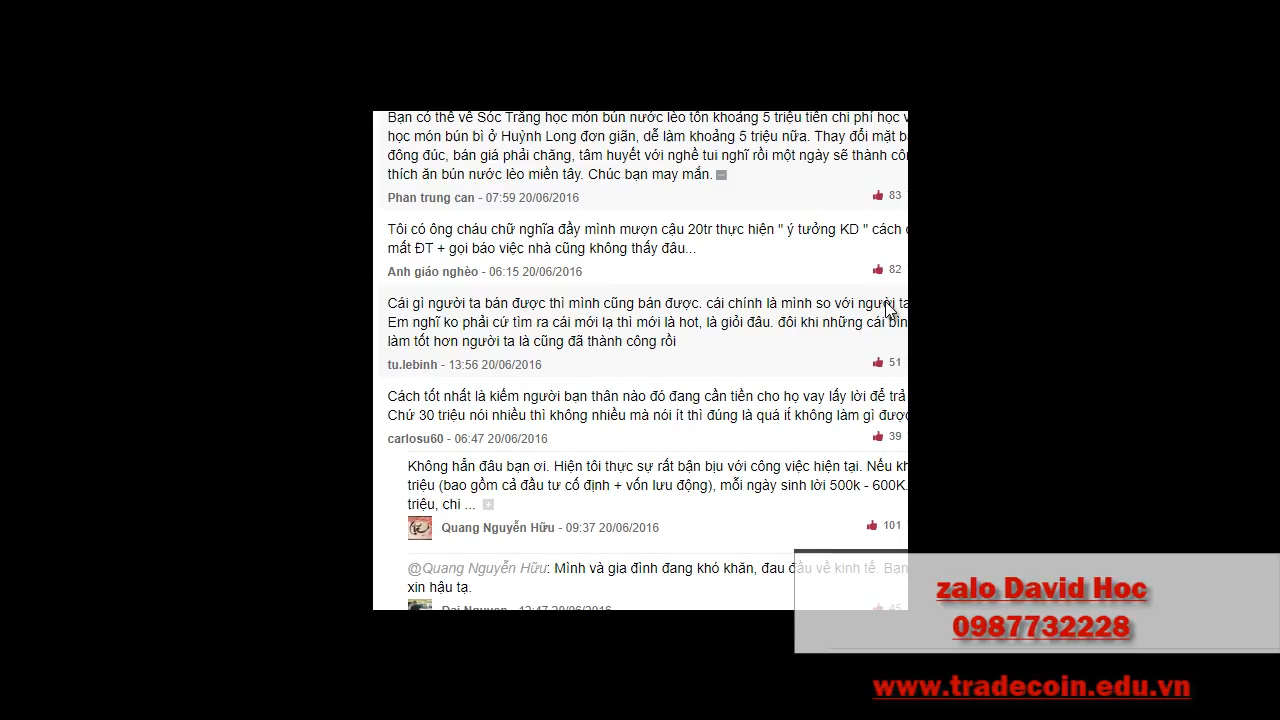 Bạn có thể về Sóc Trăng học món bún nước lèo tốn khoảng 5 triệu tiền chi phí học v
học món bún bì ở Huỳnh Long đơn giãn, dễ làm khoảng 5 triệu nữa. Thay đổi mặt b
đông đúc, bán giá phải chăng, tâm huyết với nghề tui nghĩ rồi một ngày sẽ thành côn
thích ăn bún nước lèo miền tây. Chúc bạn may mắn.
Phan trung can - 07:59 20/06/2016
83
Tôi có ông cháu chữ nghĩa đầy mình mượn cậu 20tr thực hiện " ý tưởng KD " cách
mất ĐT + gọi báo việc nhà cũng không thấy đâu...
Anh giáo nghèo - 06:15 20/06/2016
82
Cái gì người ta bán được thì mình cũng bán được. cái chính là mình so với người ta
Em nghĩ ko phải cứ tìm ra cái mới lạ thì mới là hot, là giỏi đâu. đôi khi những cái bìn
làm tốt hơn người ta là cũng đã thành công rồi
tu.lebinh - 13:56 20/06/2016
51
Cách tốt nhất là kiếm người bạn thân nào đó đang cần tiền cho họ vay lấy lời để trả
Chứ 30 triệu nói nhiều thì không nhiều mà nói ít thì đúng là quá ít không làm gì được
carlosu60 - 06:47 20/06/2016
39
Không hẳn đâu bạn ơi. Hiện tôi thực sự rất bận bịu với công việc hiện tại. Nếu kh
triệu (bao gồm cả đầu tư cố định + vốn lưu động), mỗi ngày sinh lời 500k - 600K.
triệu, chi ...
Quang Nguyễn Hữu - 09:37 20/06/2016
101
@Quang Nguyễn Hữu: Mình và gia đình đang khó khăn, đau đầu về kinh tế. Bạn
xin hậu tạ.
Dai Nguyen - 12:47 20/06/2016
45
zalo David Hoc
0987732228
www.tradecoin.edu.vn